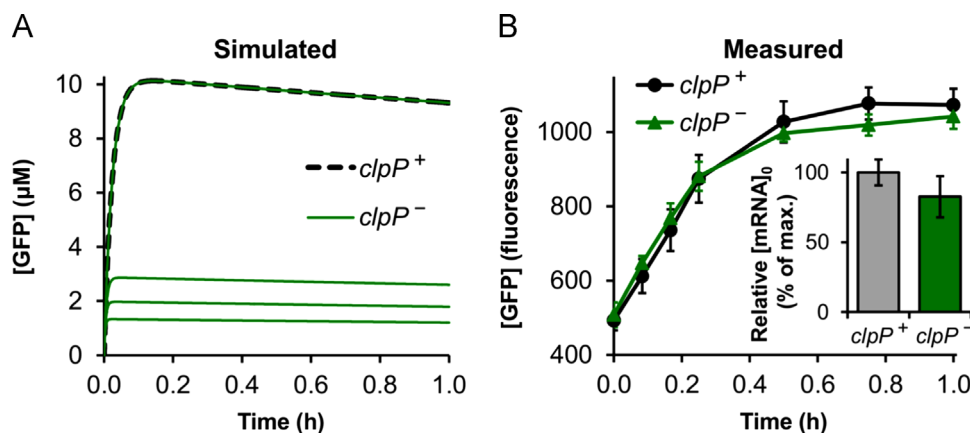 A
Simulated
[GFP] (µM)
10
8
6
4
2
0
clpP +
clpP −
0.0 0.2 0.4 0.6 0.8 1.0
Time (h)
B
Measured
[GFP] (fluorescence)
1000
800
600
400
clpP +
clpP −
0.0 0.2 0.4 0.6 0.8 1.0
Time (h)
Relative [mRNA]0
(% of max.)
100
50
0
clpP + clpP −